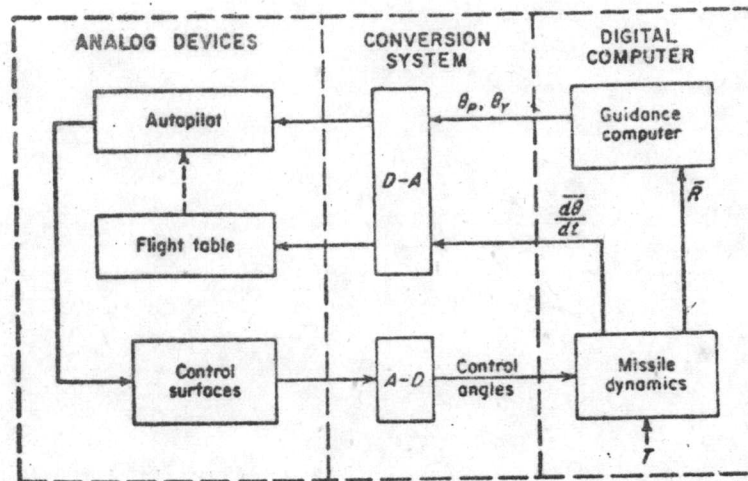 ANALOG DEVICES
CONVERSION
SYSTEM
DIGITAL
COMPUTER
Autopilot
θp, θγ
Guidance
computer
D-A
R̄
Flight table
dθ̄
dt
Control
surfaces
A-D
Control
angles
Missile
dynamics
T